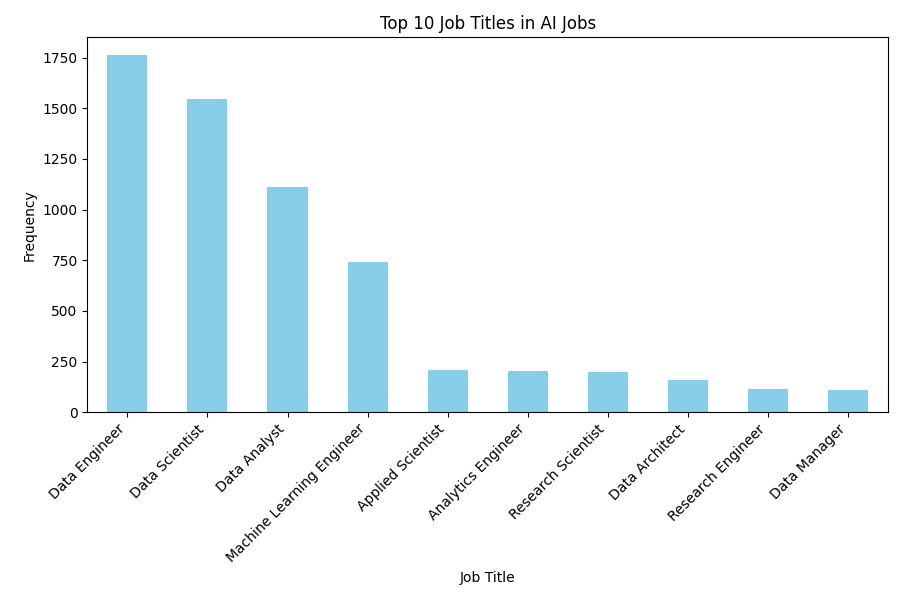 Top 10 Job Titles in AI Jobs
1750
1500
1250
1000
750
500
250
0
Frequency
Data Engineer
Data Scientist
Data Analyst
Machine Learning Engineer
Applied Scientist
Analytics Engineer
Research Scientist
Data Architect
Research Engineer
Data Manager
Job Title